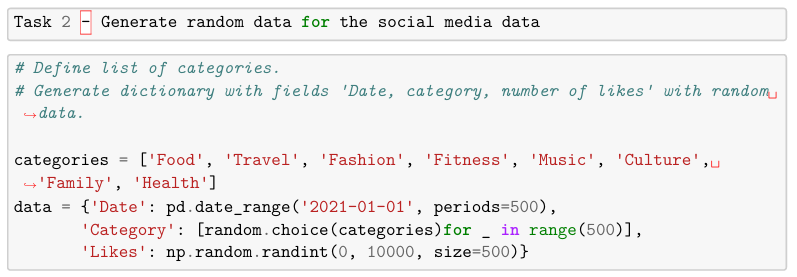 Task 2 – Generate random data for the social media data
# Define list of categories.
# Generate dictionary with fields 'Date, category, number of likes' with random␣
↪data.
categories = ['Food', 'Travel', 'Fashion', 'Fitness', 'Music', 'Culture',␣
↪'Family', 'Health']
data = {'Date': pd.date_range('2021-01-01', periods=500),
'Category': [random.choice(categories)for _ in range(500)],
'Likes': np.random.randint(0, 10000, size=500)}